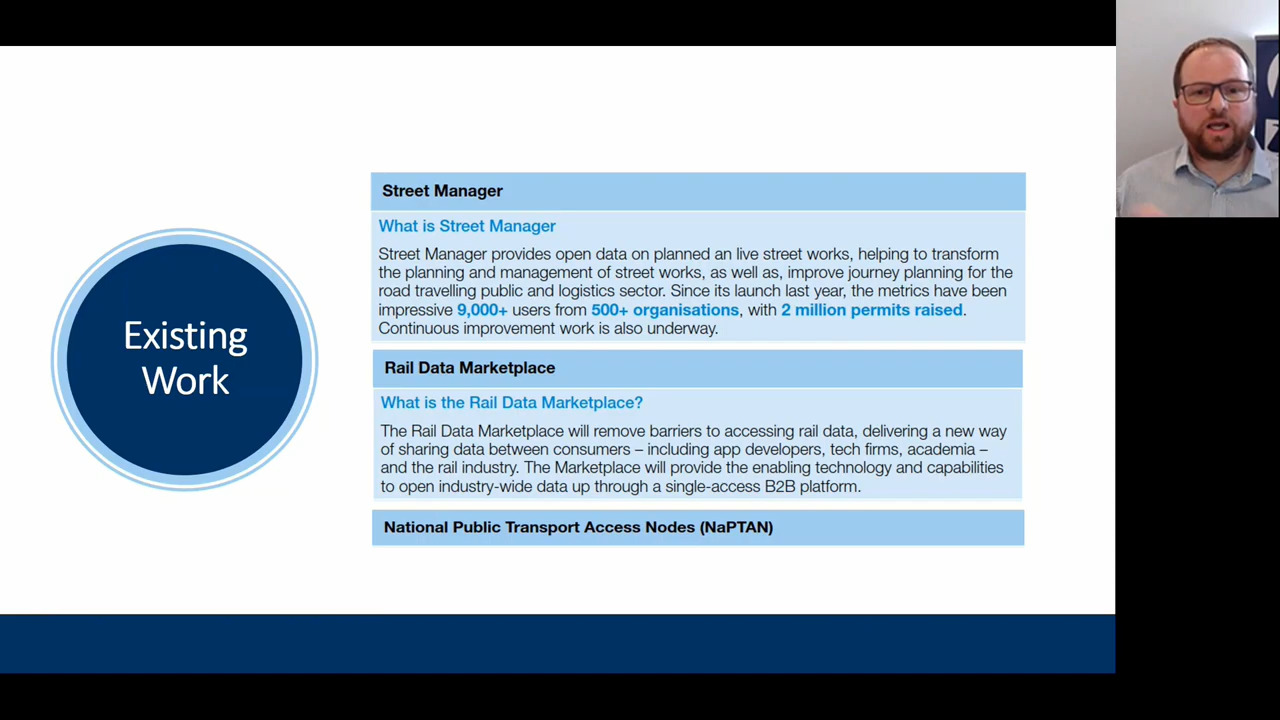 Existing
Work
Street Manager
What is Street Manager
Street Manager provides open data on planned an live street works, helping to transform
the planning and management of street works, as well as, improve journey planning for the
road travelling public and logistics sector. Since its launch last year, the metrics have been
impressive 9,000+ users from 500+ organisations, with 2 million permits raised.
Continuous improvement work is also underway.
Rail Data Marketplace
What is the Rail Data Marketplace?
The Rail Data Marketplace will remove barriers to accessing rail data, delivering a new way
of sharing data between consumers – including app developers, tech firms, academia –
and the rail industry. The Marketplace will provide the enabling technology and capabilities
to open industry-wide data up through a single-access B2B platform.
National Public Transport Access Nodes (NaPTAN)